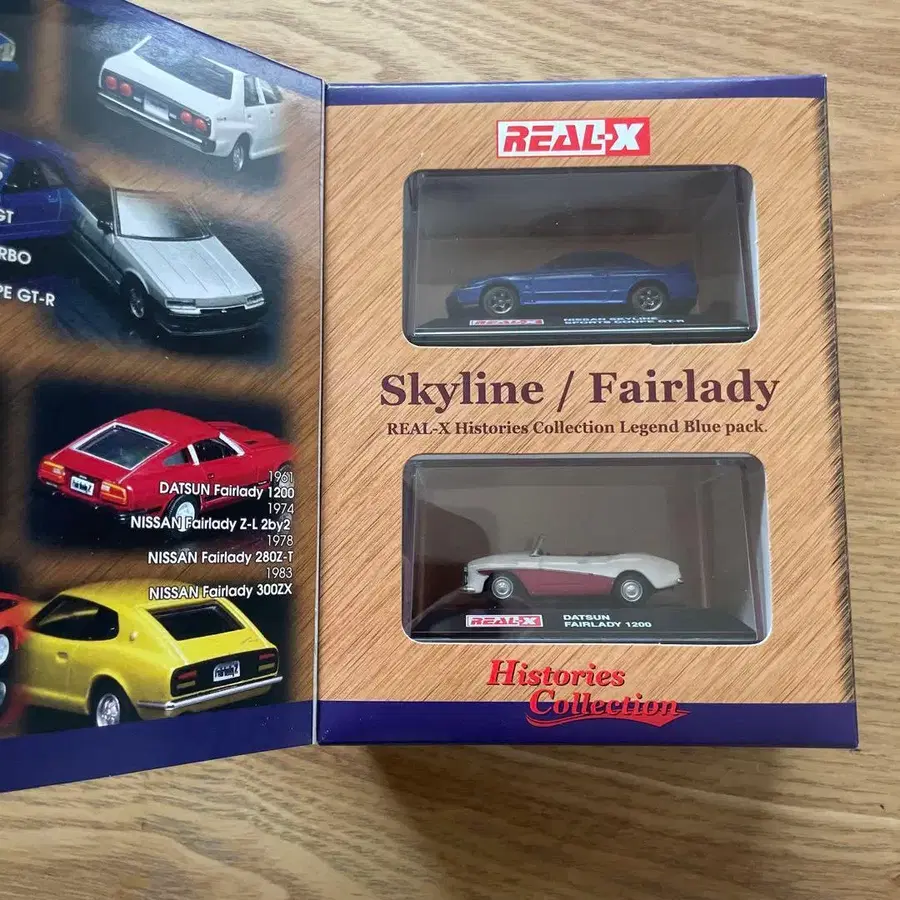 GT
RBO
PE GT-R
Fairlady Z
1961
DATSUN Fairlady 1200
1974
NISSAN Fairlady Z-L 2by2
1978
NISSAN Fairlady 280Z-T
1983
NISSAN Fairlady 300ZX
Fairlady Z
REAL-X
REAL-X
NISSAN SKYLINE
SPORTS COUPE GT-R
Skyline / Fairlady
REAL-X Histories Collection Legend Blue pack.
REAL-X
DATSUN
FAIRLADY 1200
Histories
Collection